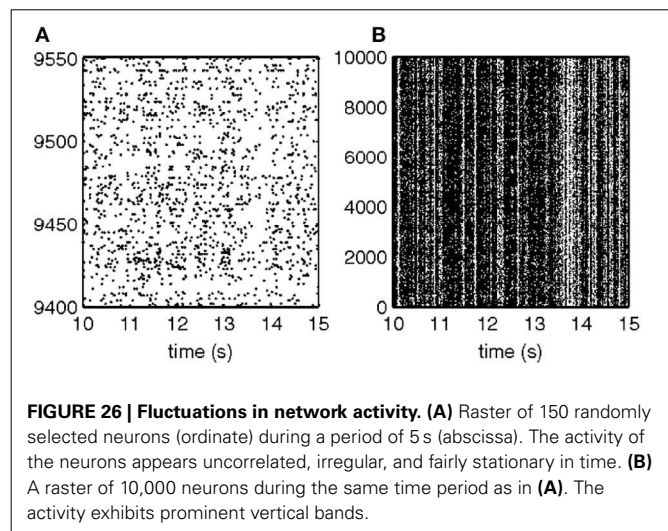 A
9550
9500
9450
9400
10 11 12 13 14 15
time (s)
B
10000
8000
6000
4000
2000
0
10 11 12 13 14 15
time (s)
FIGURE 26 | Fluctuations in network activity. (A) Raster of 150 randomly
selected neurons (ordinate) during a period of 5 s (abscissa). The activity of
the neurons appears uncorrelated, irregular, and fairly stationary in time. (B)
A raster of 10,000 neurons during the same time period as in (A). The
activity exhibits prominent vertical bands.